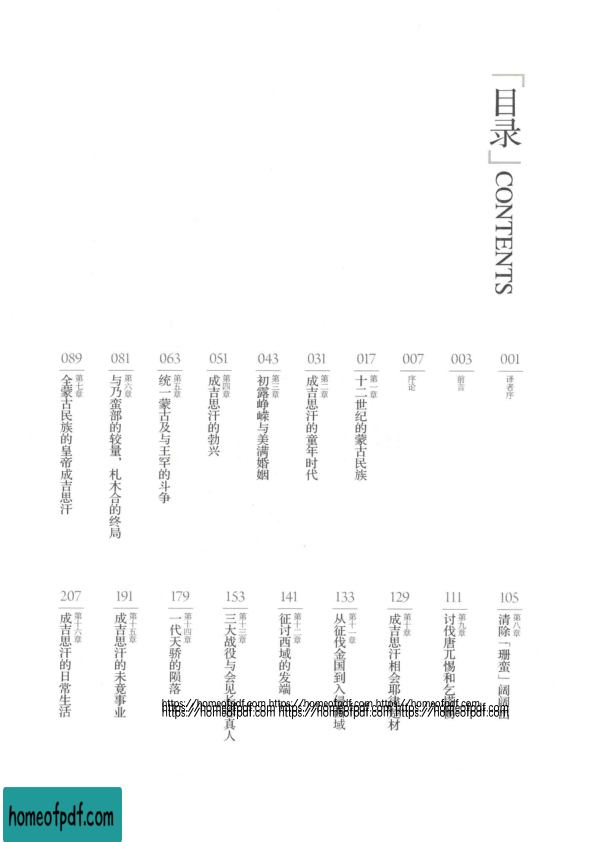 「目录」CONTENTS
001
译者序
003
前言
007
序论
017
第一章
十二世纪的蒙古民族
031
第二章
成吉思汗的童年时代
043
第三章
初露峥嵘与美满婚姻
051
第四章
成吉思汗的勃兴
063
第五章
统一蒙古及与王罕的斗争
081
第六章
与乃蛮部的较量，札木合的终局
089
第七章
全蒙古民族的皇帝成吉思汗
105
第八章
清除「珊蛮」阔阔
111
第九章
讨伐唐兀惕和乞
129
第十章
成吉思汗相会耶律 材
133
第十一章
从征伐金国到入侵 域
141
第十二章
征讨西域的发端
153
第十三章
三大战役与会见长 真人
179
第十四章
一代天骄的陨落
191
第十五章
成吉思汗的未竟事业
207
第十六章
成吉思汗的日常生活
https://homeofpdf.com https://homeofpdf.com https://homeofpdf.com
https://homeofpdf.com https://homeofpdf.com https://homeofpdf.com
homeofpdf.com